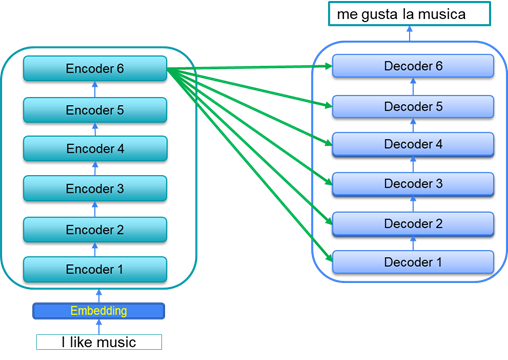 me gusta la musica
Encoder 6
Encoder 5
Encoder 4
Encoder 3
Encoder 2
Encoder 1
Embedding
I like music
Decoder 6
Decoder 5
Decoder 4
Decoder 3
Decoder 2
Decoder 1